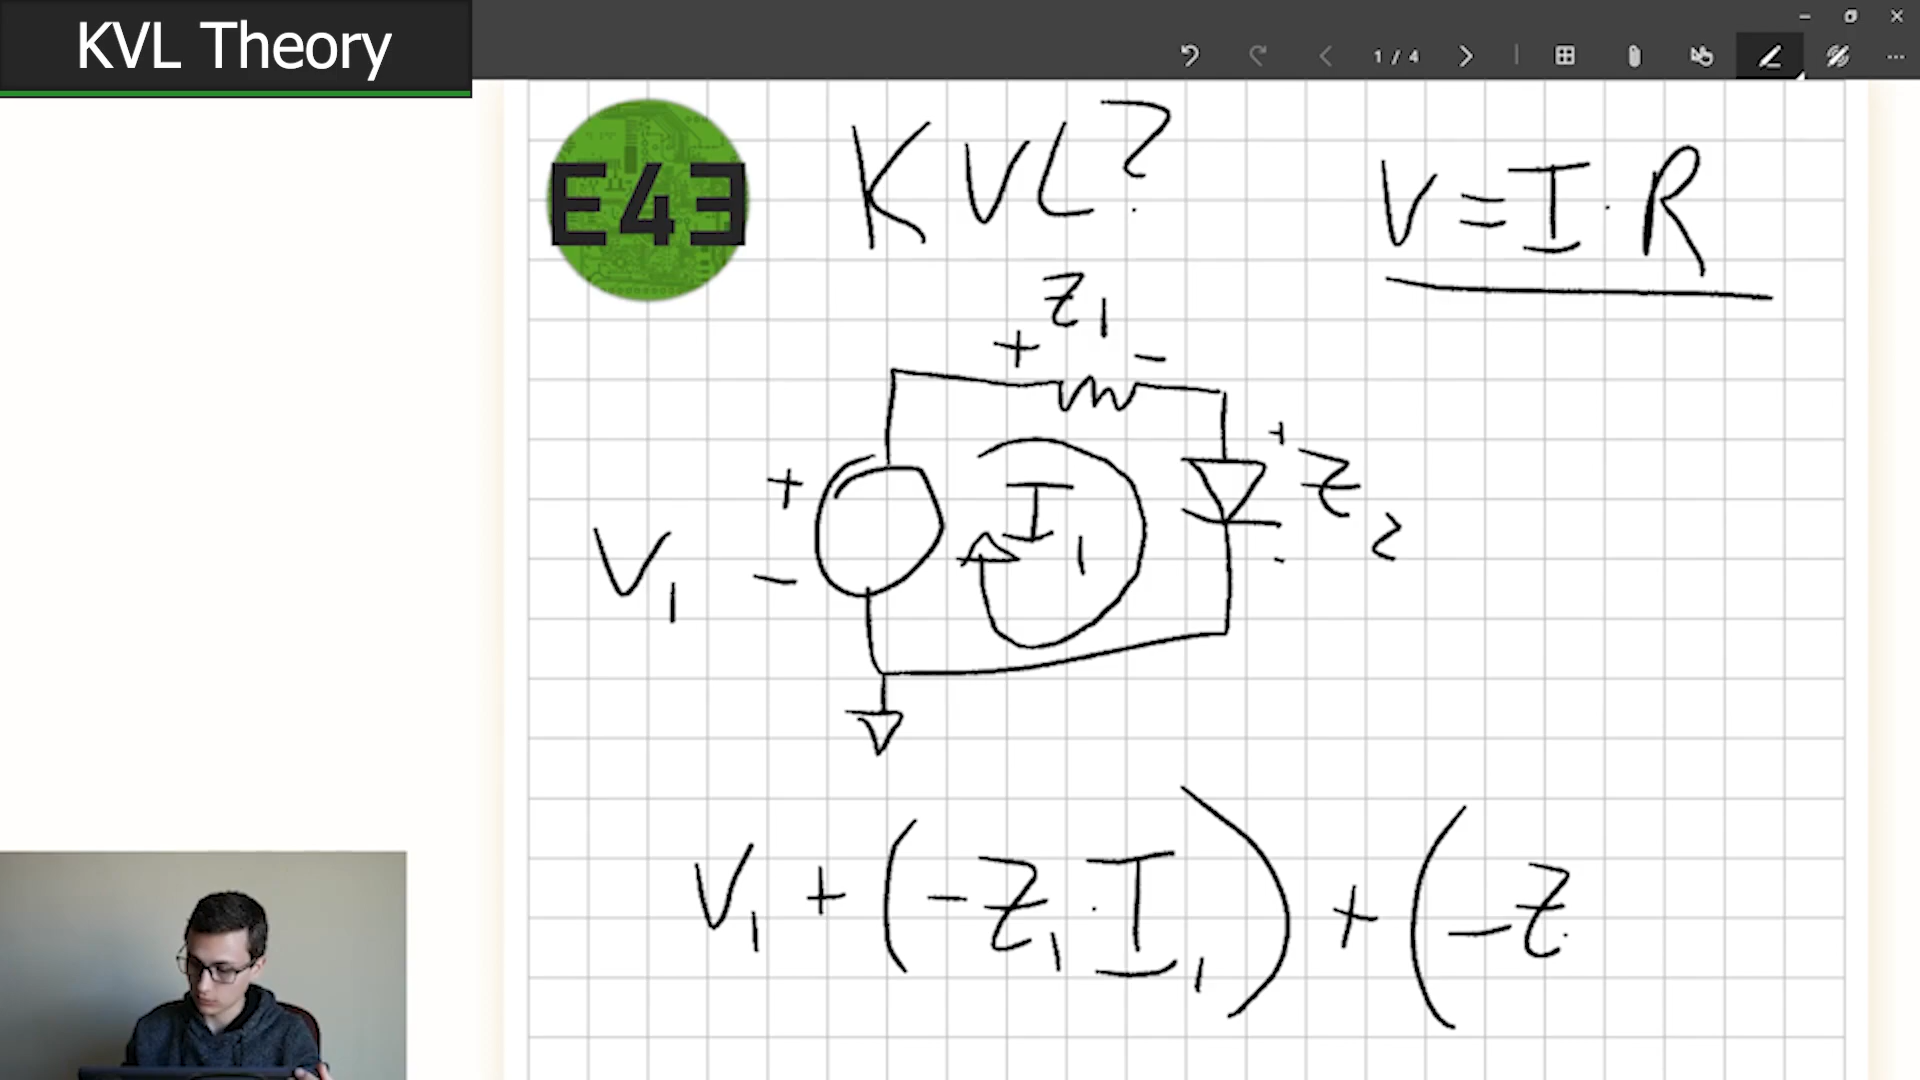 KVL Theory
1 / 4
E43
KVL?
V = I · R
Z1
+ -
+
Z2
-
+
V1
-
I1
V1 + (-Z1 · I1) + (-Z